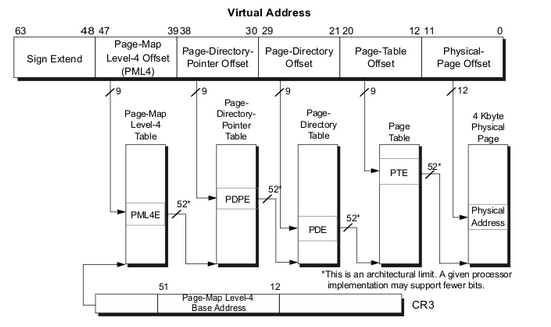 Virtual Address
63 48 47 39 38 30 29 21 20 12 11 0
Sign Extend
Page-Map
Level-4 Offset
(PML4)
Page-Directory-
Pointer Offset
Page-Directory
Offset
Page-Table
Offset
Physical-
Page Offset
9 9 9 9 12
Page-Map
Level-4
Table
Page-
Directory-
Pointer
Table
Page-
Directory
Table
Page
Table
4 Kbyte
Physical
Page
PML4E
52*
PDPE
52*
PDE
52*
PTE
52*
Physical
Address
*This is an architectural limit. A given processor
implementation may support fewer bits.
51 12
Page-Map Level-4
Base Address
CR3